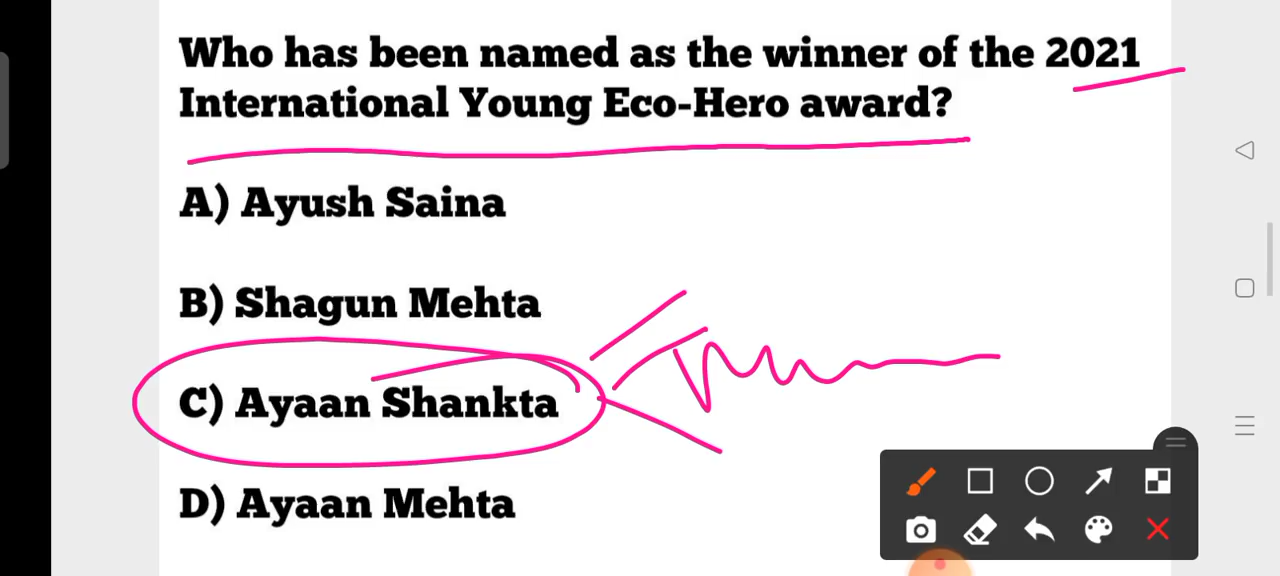 Who has been named as the winner of the 2021
International Young Eco-Hero award?
A) Ayush Saina
B) Shagun Mehta
C) Ayaan Shankta
D) Ayaan Mehta